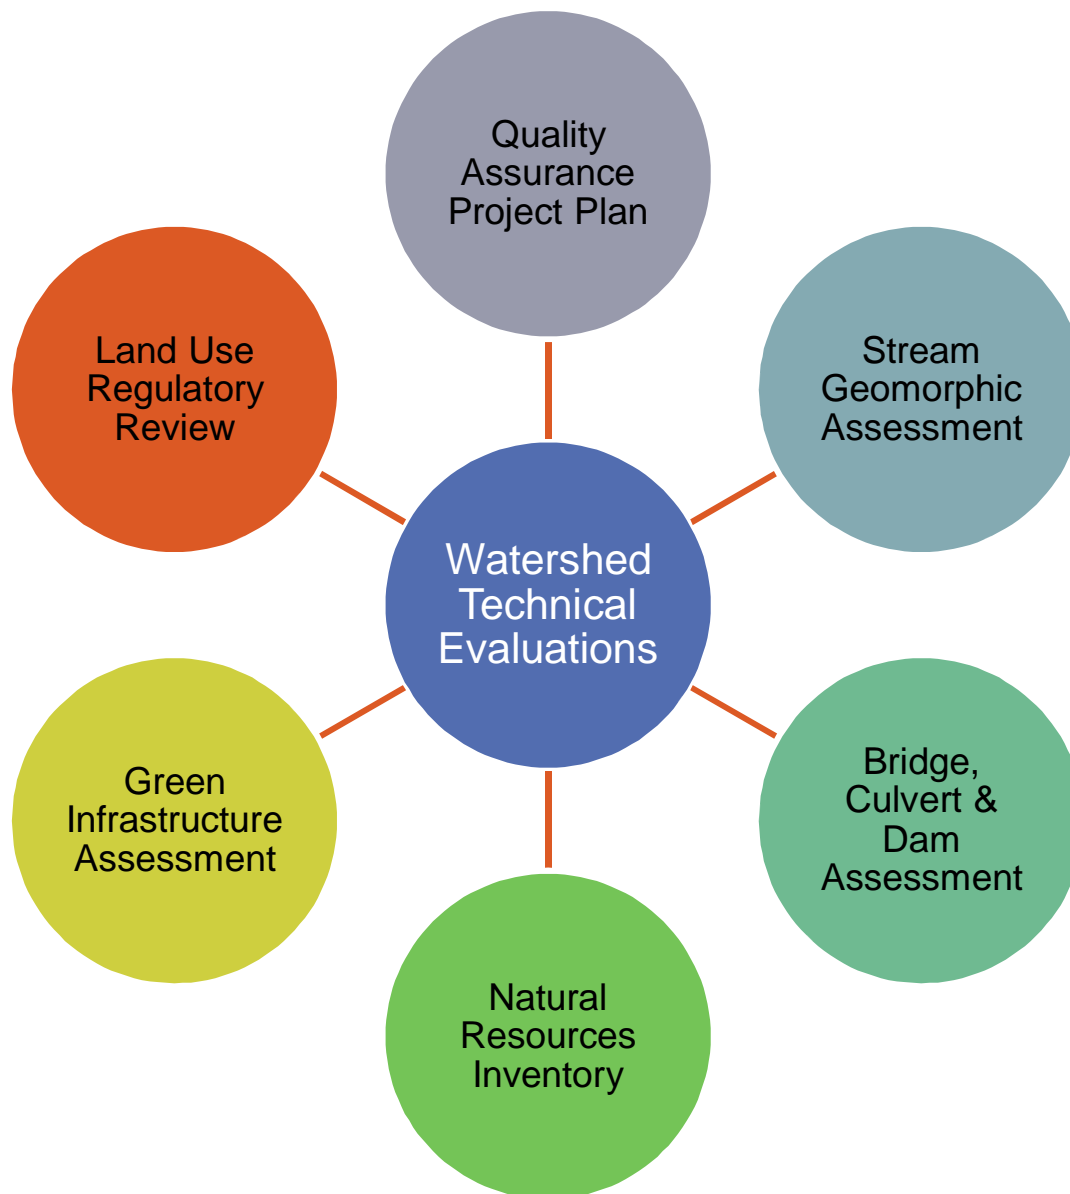 Quality
Assurance
Project Plan
Land Use
Regulatory
Review
Stream
Geomorphic
Assessment
Watershed
Technical
Evaluations
Green
Infrastructure
Assessment
Bridge,
Culvert &
Dam
Assessment
Natural
Resources
Inventory